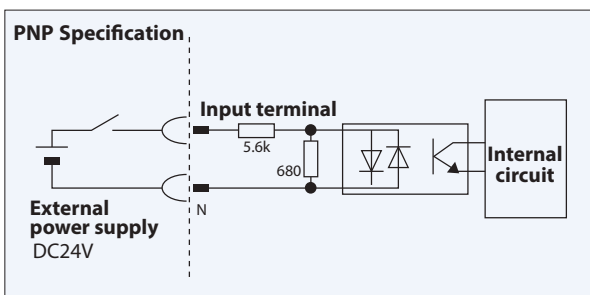 PNP Specification
Input terminal
5.6k
680
Internal
circuit
N
External
power supply
DC24V